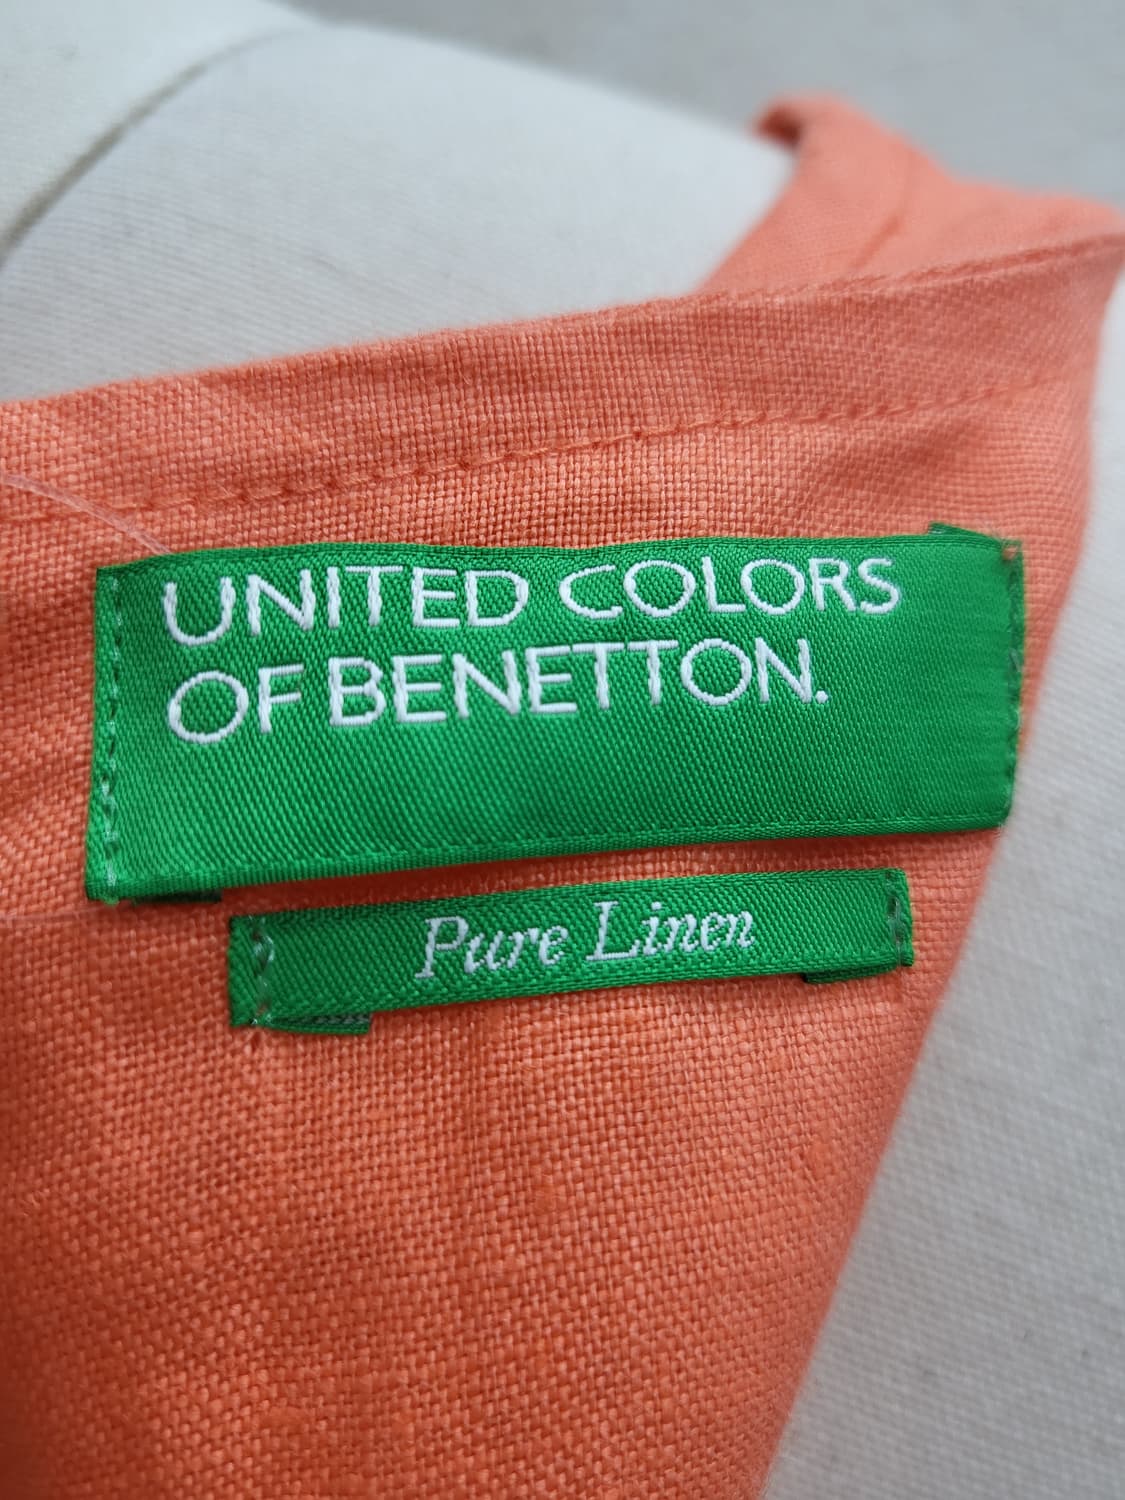 UNITED COLORS
OF BENETTON.
Pure Linen